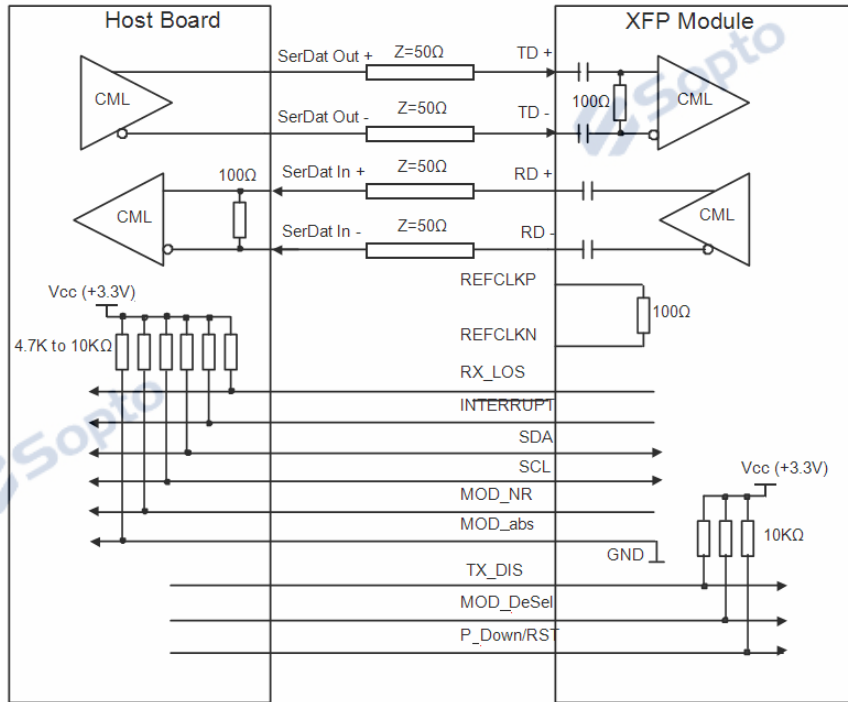 Host Board
XFP Module
SerDat Out +
Z=50Ω
TD +
CML
100Ω
CML
SerDat Out -
Z=50Ω
TD -
SerDat In +
Z=50Ω
RD +
100Ω
CML
CML
SerDat In -
Z=50Ω
RD -
REFCLKP
Vcc (+3.3V)
100Ω
4.7K to 10KΩ
REFCLKN
RX_LOS
INTERRUPT
SDA
SCL
Vcc (+3.3V)
MOD_NR
MOD_abs
10KΩ
GND
TX_DIS
MOD_DeSel
P_Down/RST
Sopto
Sopto